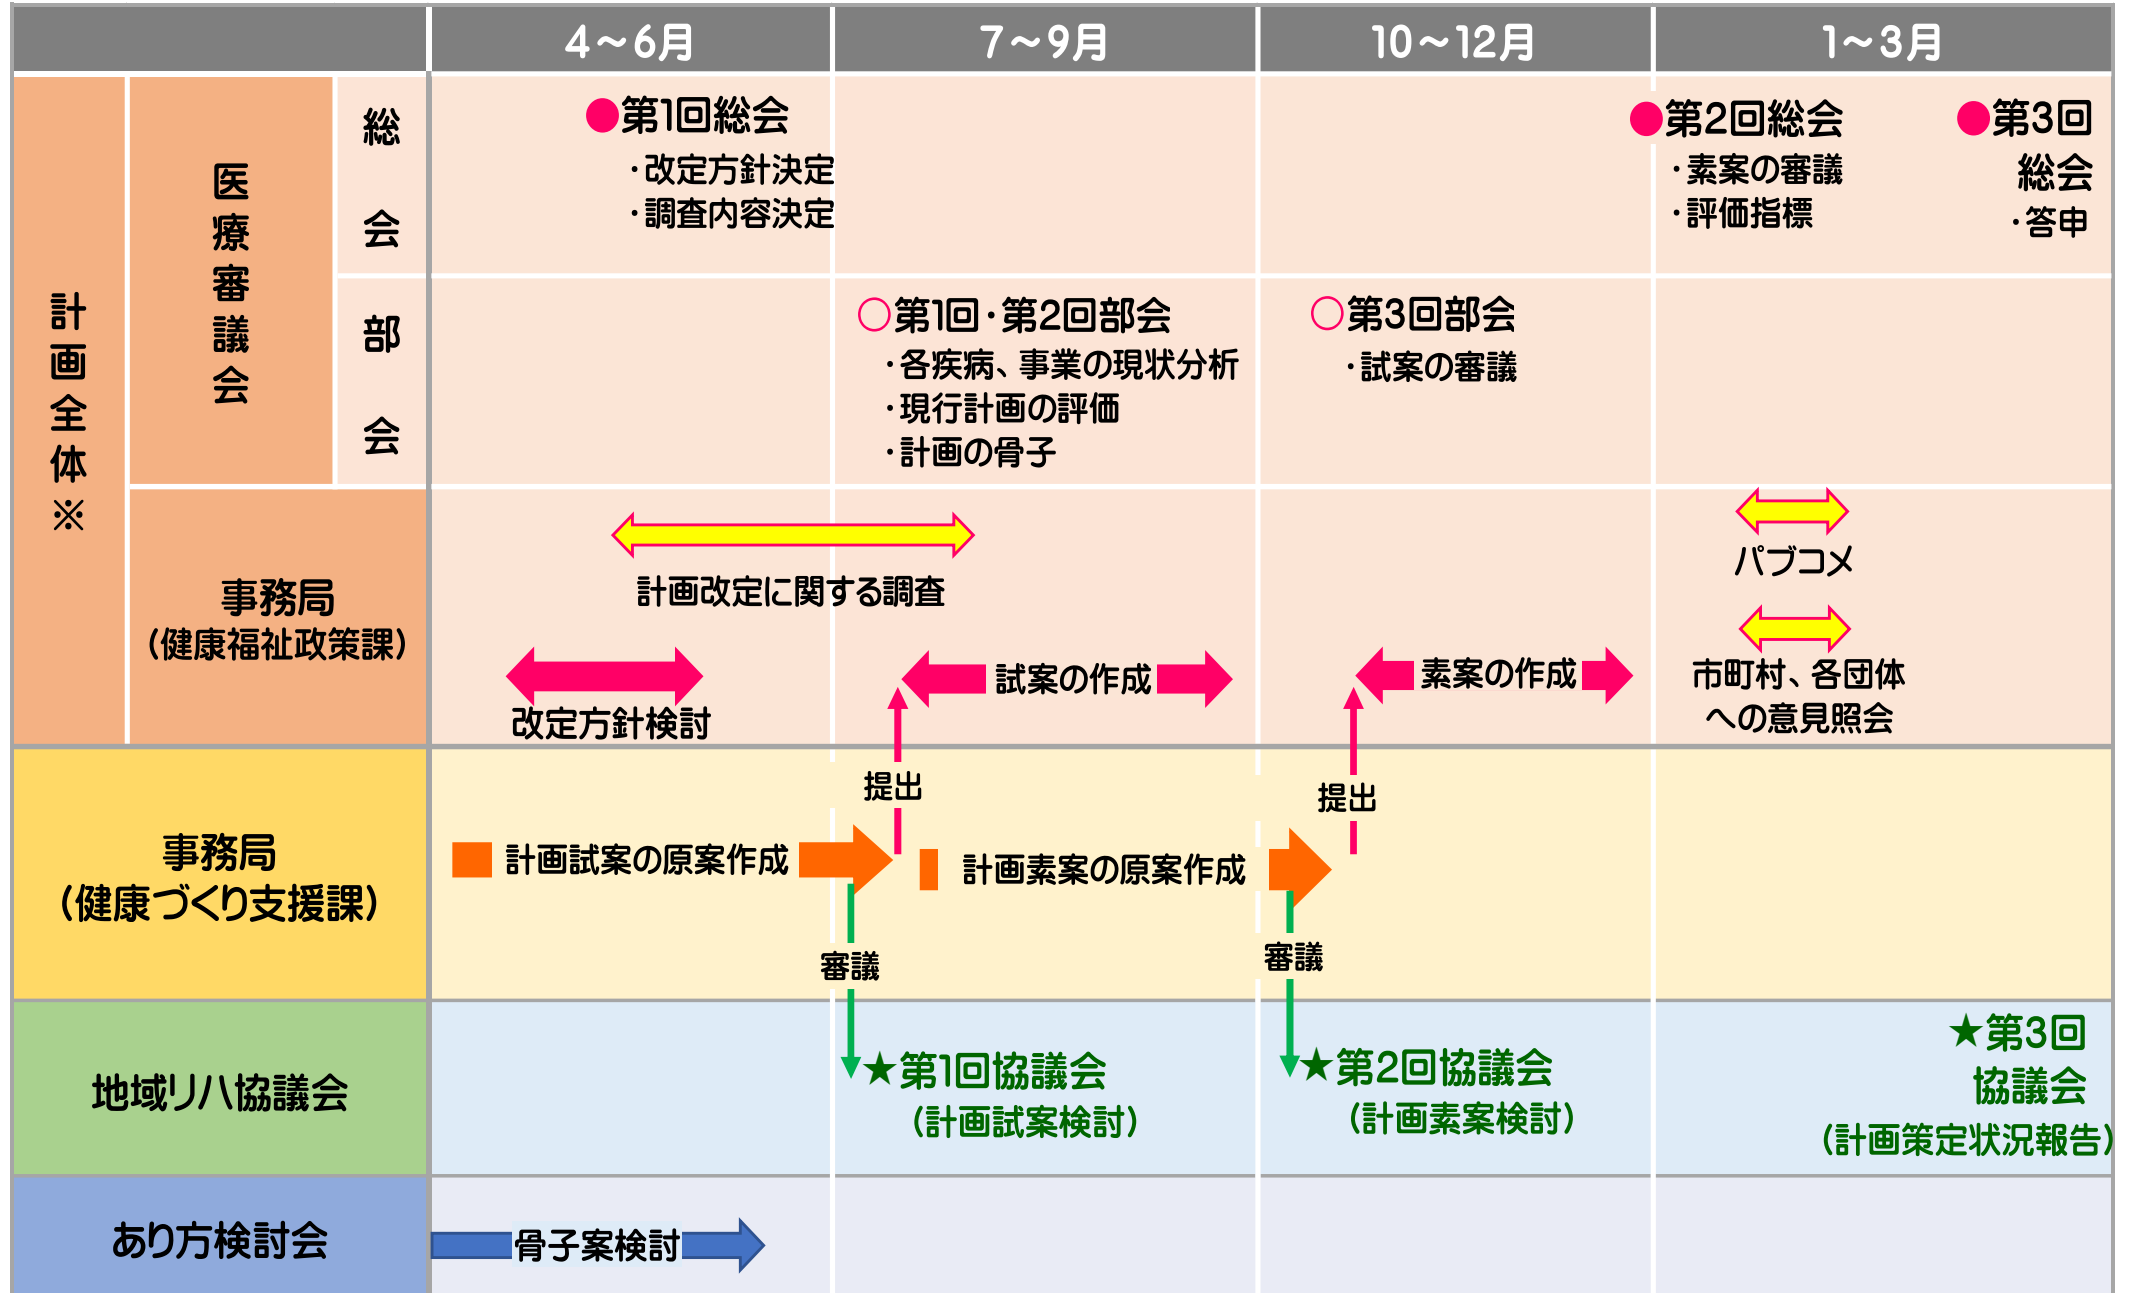 4～6月
7～9月
10～12月
1～3月
計画全体※
医療審議会
総会
●第1回総会
・改定方針決定
・調査内容決定
●第2回総会
・素案の審議
・評価指標
●第3回
総会
・答申
部会
○第1回・第2回部会
・各疾病、事業の現状分析
・現行計画の評価
・計画の骨子
○第3回部会
・試案の審議
事務局
(健康福祉政策課)
計画改定に関する調査
改定方針検討
試案の作成
素案の作成
パブコメ
市町村、各団体
への意見照会
事務局
(健康づくり支援課)
計画試案の原案作成
提出
審議
計画素案の原案作成
提出
審議
地域リハ協議会
★第1回協議会
(計画試案検討)
★第2回協議会
(計画素案検討)
★第3回
協議会
(計画策定状況報告)
あり方検討会
骨子案検討